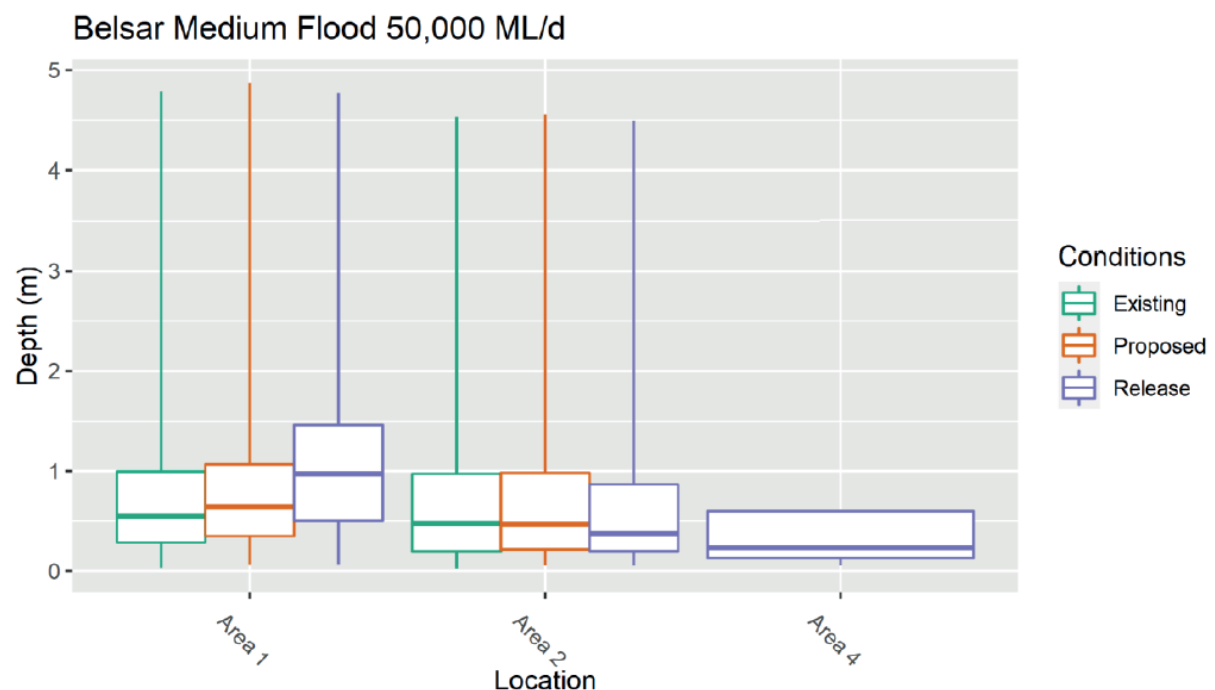 Belsar Medium Flood 50,000 ML/d
5
4
3
2
1
0
Depth (m)
Area 1
Area 2
Area 4
Location
Conditions
Existing
Proposed
Release